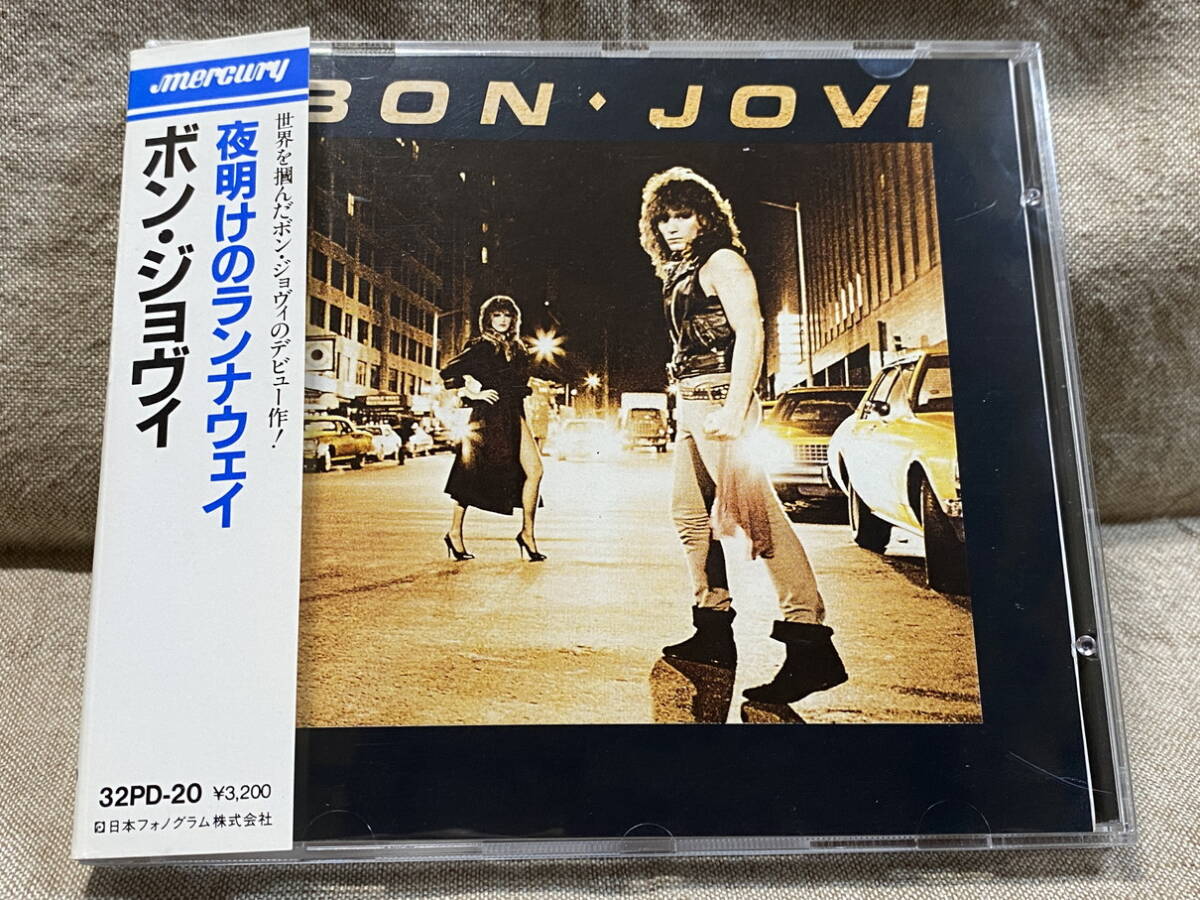 mercury
世界を掴んだボン・ジョヴィのデビュー作!
夜明けのランナウェイ
ボン・ジョヴィ
32PD-20 ¥3,200
日本フォノグラム株式会社
BON ◆ JOVI